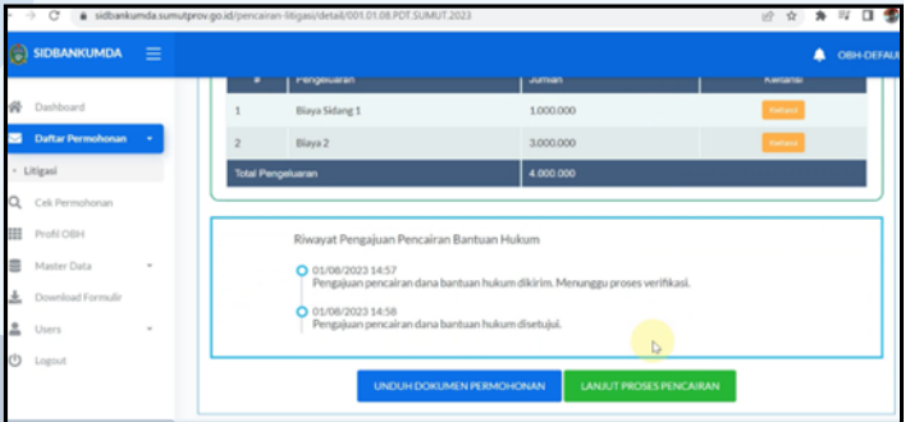 sidbankumda.sumutprov.go.id/pencairan-litigasi/detail/001.01.08.PDT.SUMUT.2023
SIDBANKUMDA
OBH-DEFAU
Dashboard
Daftar Permohonan
Litigasi
Cek Permohonan
Profil OBH
Master Data
Download Formulir
Users
Logout
# Pengeluaran Jumlah Kwitansi
1 Biaya Sidang 1 1.000.000 Kwitansi
2 Biaya 2 3.000.000 Kwitansi
Total Pengeluaran 4.000.000
Riwayat Pengajuan Pencairan Bantuan Hukum
01/08/2023 14:57
Pengajuan pencairan dana bantuan hukum dikirim. Menunggu proses verifikasi.
01/08/2023 14:58
Pengajuan pencairan dana bantuan hukum disetujui.
UNDUH DOKUMEN PERMOHONAN
LANJUT PROSES PENCAIRAN